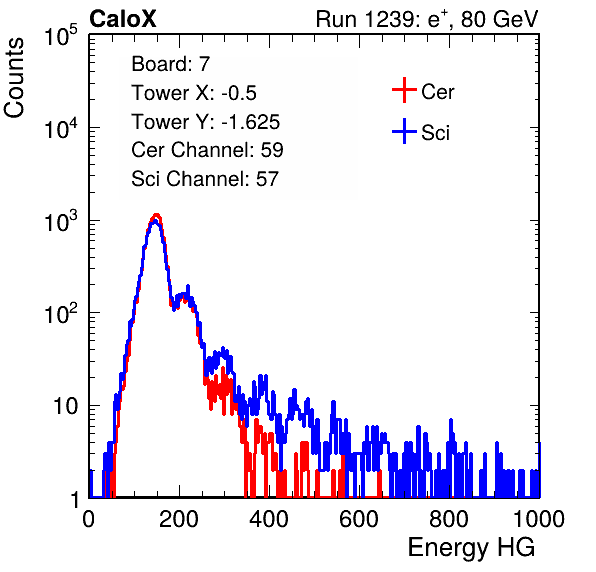 CaloX Run 1239: e⁺, 80 GeV
Counts
Board: 7
Tower X: -0.5
Tower Y: -1.625
Cer Channel: 59
Sci Channel: 57
Cer
Sci
10⁵
10⁴
10³
10²
10
1
0 200 400 600 800 1000
Energy HG